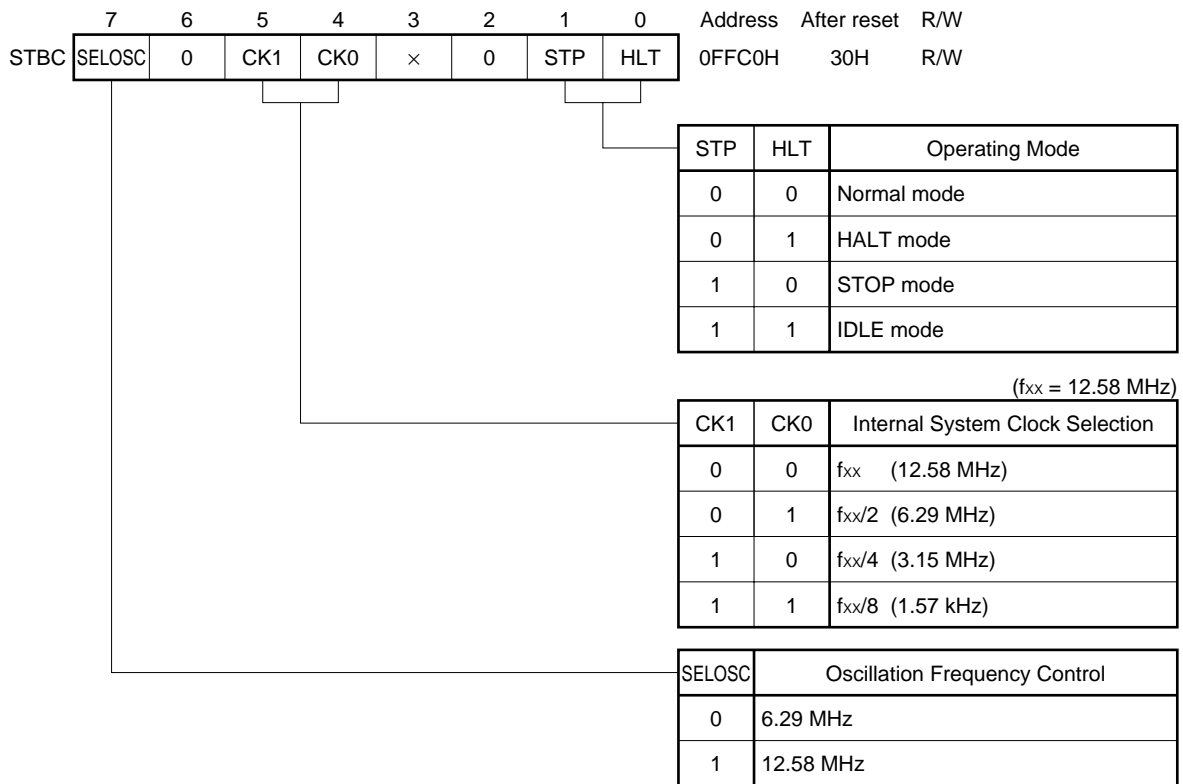 7 6 5 4 3 2 1 0 Address After reset R/W
STBC SELOSC 0 CK1 CK0 × 0 STP HLT 0FFC0H 30H R/W
STP HLT Operating Mode
0 0 Normal mode
0 1 HALT mode
1 0 STOP mode
1 1 IDLE mode
(fxx = 12.58 MHz)
CK1 CK0 Internal System Clock Selection
0 0 fxx (12.58 MHz)
0 1 fxx/2 (6.29 MHz)
1 0 fxx/4 (3.15 MHz)
1 1 fxx/8 (1.57 kHz)
SELOSC Oscillation Frequency Control
0 6.29 MHz
1 12.58 MHz